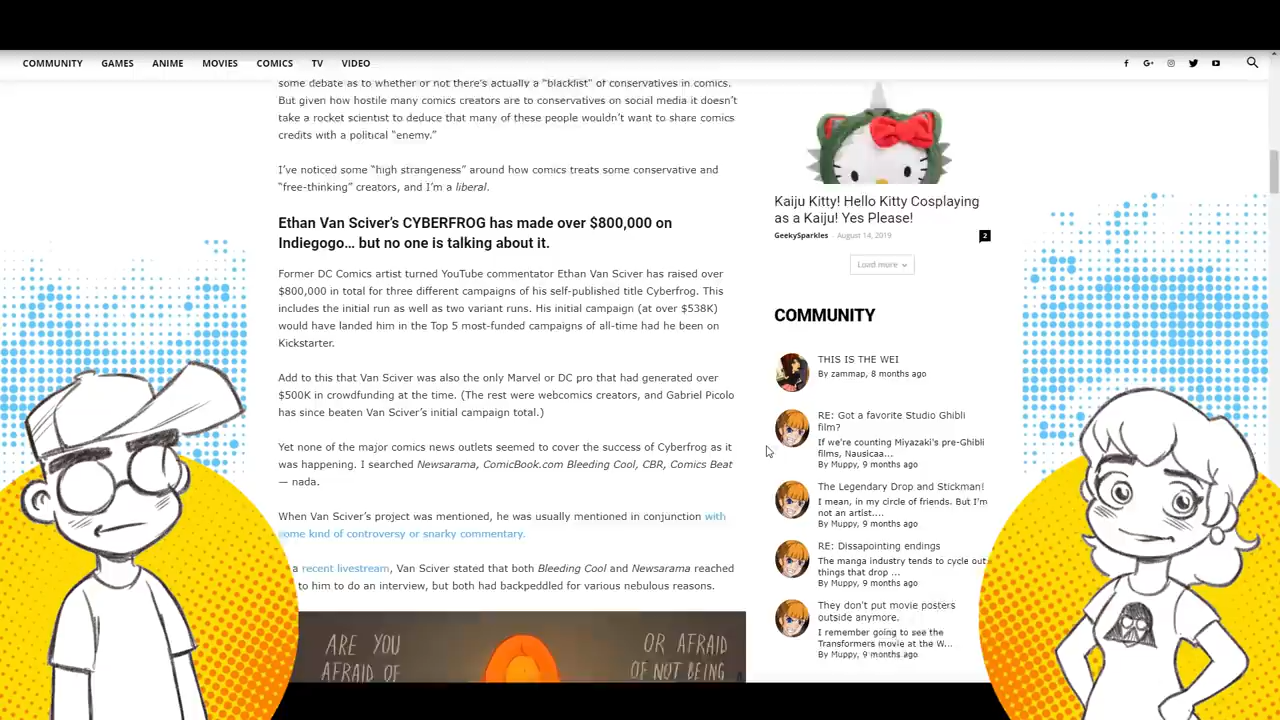 COMMUNITY GAMES ANIME MOVIES COMICS TV VIDEO
some debate as to whether or not there's actually a "blacklist" of conservatives in comics.
But given how hostile many comics creators are to conservatives on social media it doesn't
take a rocket scientist to deduce that many of these people wouldn't want to share comics
credits with a political "enemy."
I've noticed some "high strangeness" around how comics treats some conservative and
"free-thinking" creators, and I'm a liberal.
Ethan Van Sciver's CYBERFROG has made over $800,000 on
Indiegogo... but no one is talking about it.
Former DC Comics artist turned YouTube commentator Ethan Van Sciver has raised over
$800,000 in total for three different campaigns of his self-published title Cyberfrog. This
includes the initial run as well as two variant runs. His initial campaign (at over $538K)
would have landed him in the Top 5 most-funded campaigns of all-time had he been on
Kickstarter.
Add to this that Van Sciver was also the only Marvel or DC pro that had generated over
$500K in crowdfunding at the time. (The rest were webcomics creators, and Gabriel Picolo
has since beaten Van Sciver's initial campaign total.)
Yet none of the major comics news outlets seemed to cover the success of Cyberfrog as it
was happening. I searched Newsarama, ComicBook.com Bleeding Cool, CBR, Comics Beat
— nada.
When Van Sciver's project was mentioned, he was usually mentioned in conjunction with
some kind of controversy or snarky commentary.
a recent livestream, Van Sciver stated that both Bleeding Cool and Newsarama reached
to him to do an interview, but both had backpeddled for various nebulous reasons.
ARE YOU
AFRAID OF
OR AFRAID
OF NOT BEING
Kaiju Kitty! Hello Kitty Cosplaying
as a Kaiju! Yes Please!
GeekySparkles - August 14, 2019 2
Load more
COMMUNITY
THIS IS THE WEI
By zammap, 8 months ago
RE: Got a favorite Studio Ghibli
film?
If we're counting Miyazaki's pre-Ghibli
films, Nausicaa...
By Muppy, 9 months ago
The Legendary Drop and Stickman!
I mean, in my circle of friends. But I'm
not an artist....
By Muppy, 9 months ago
RE: Dissapointing endings
The manga industry tends to cycle out
things that drop ...
By Muppy, 9 months ago
They don't put movie posters
outside anymore.
I remember going to see the
Transformers movie at the W...
By Muppy, 9 months ago